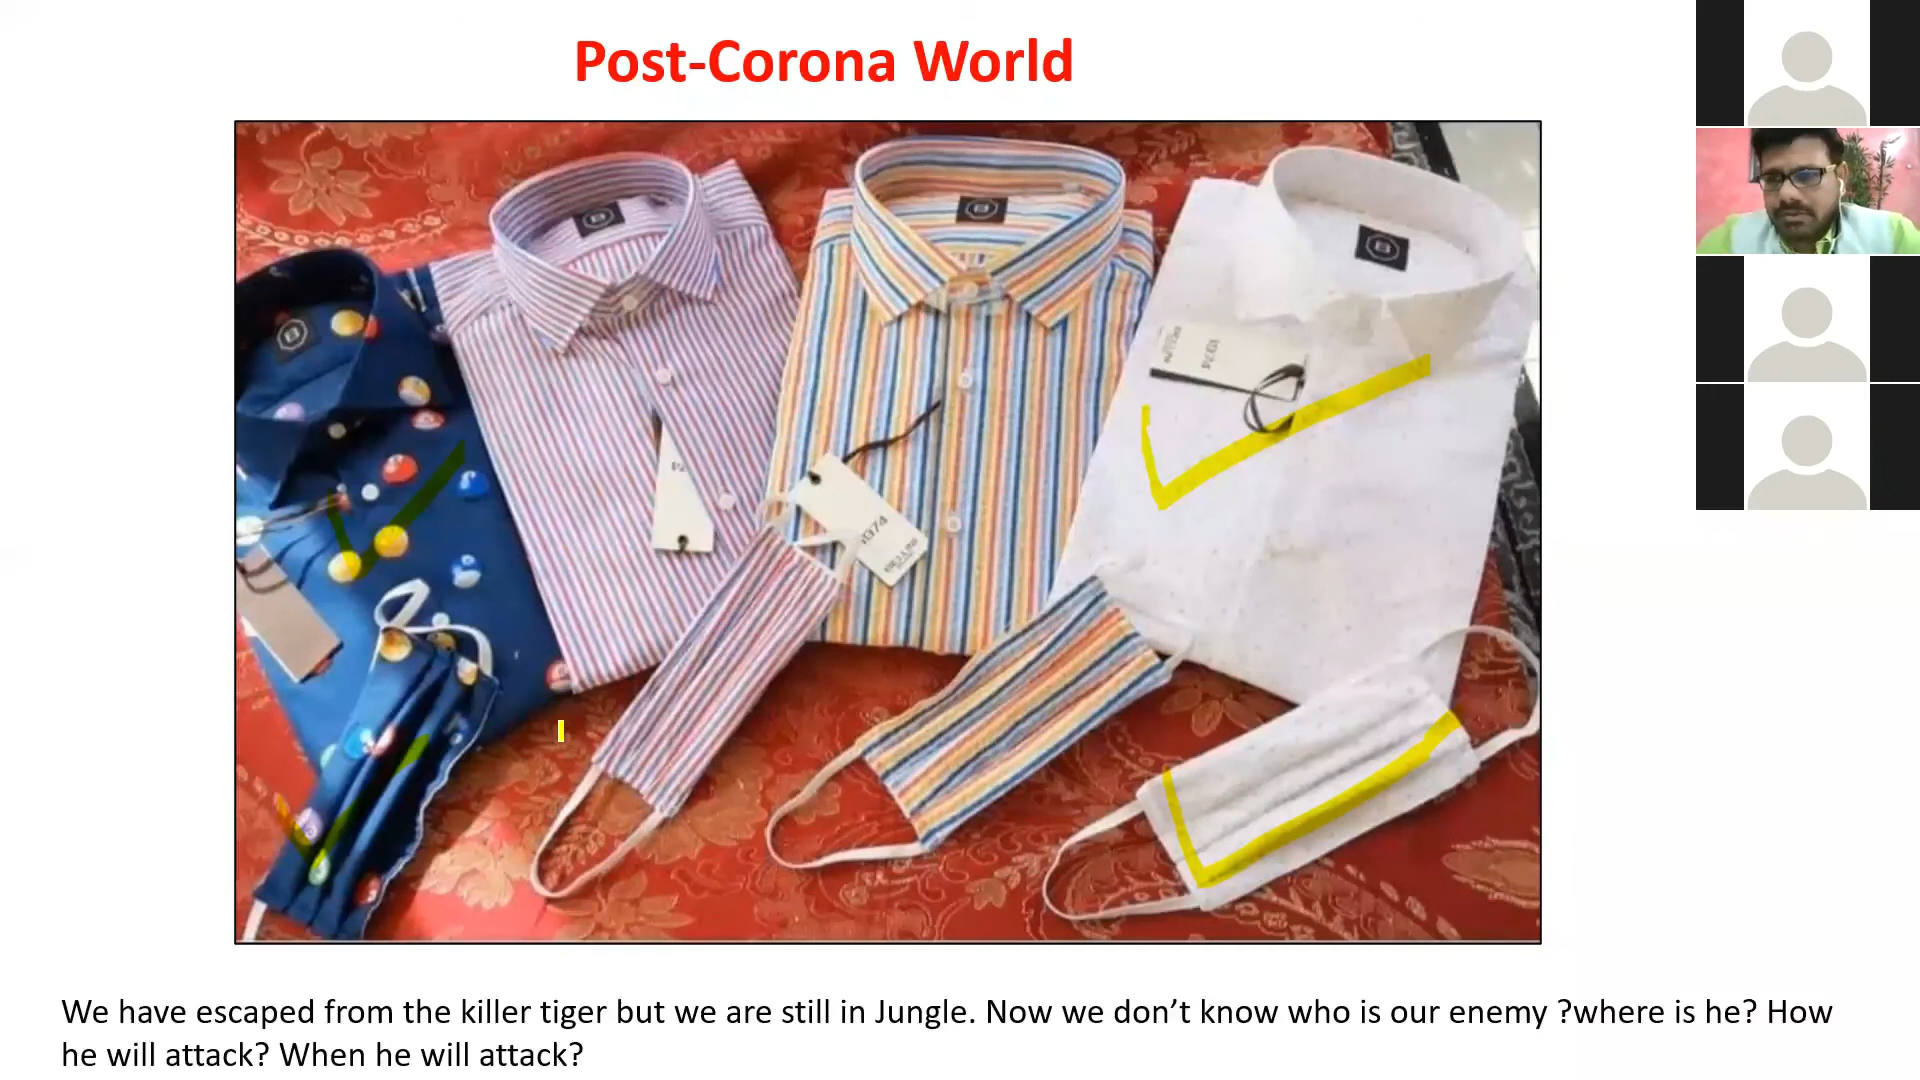 Post-Corona World
We have escaped from the killer tiger but we are still in Jungle. Now we don’t know who is our enemy ?where is he? How
he will attack? When he will attack?